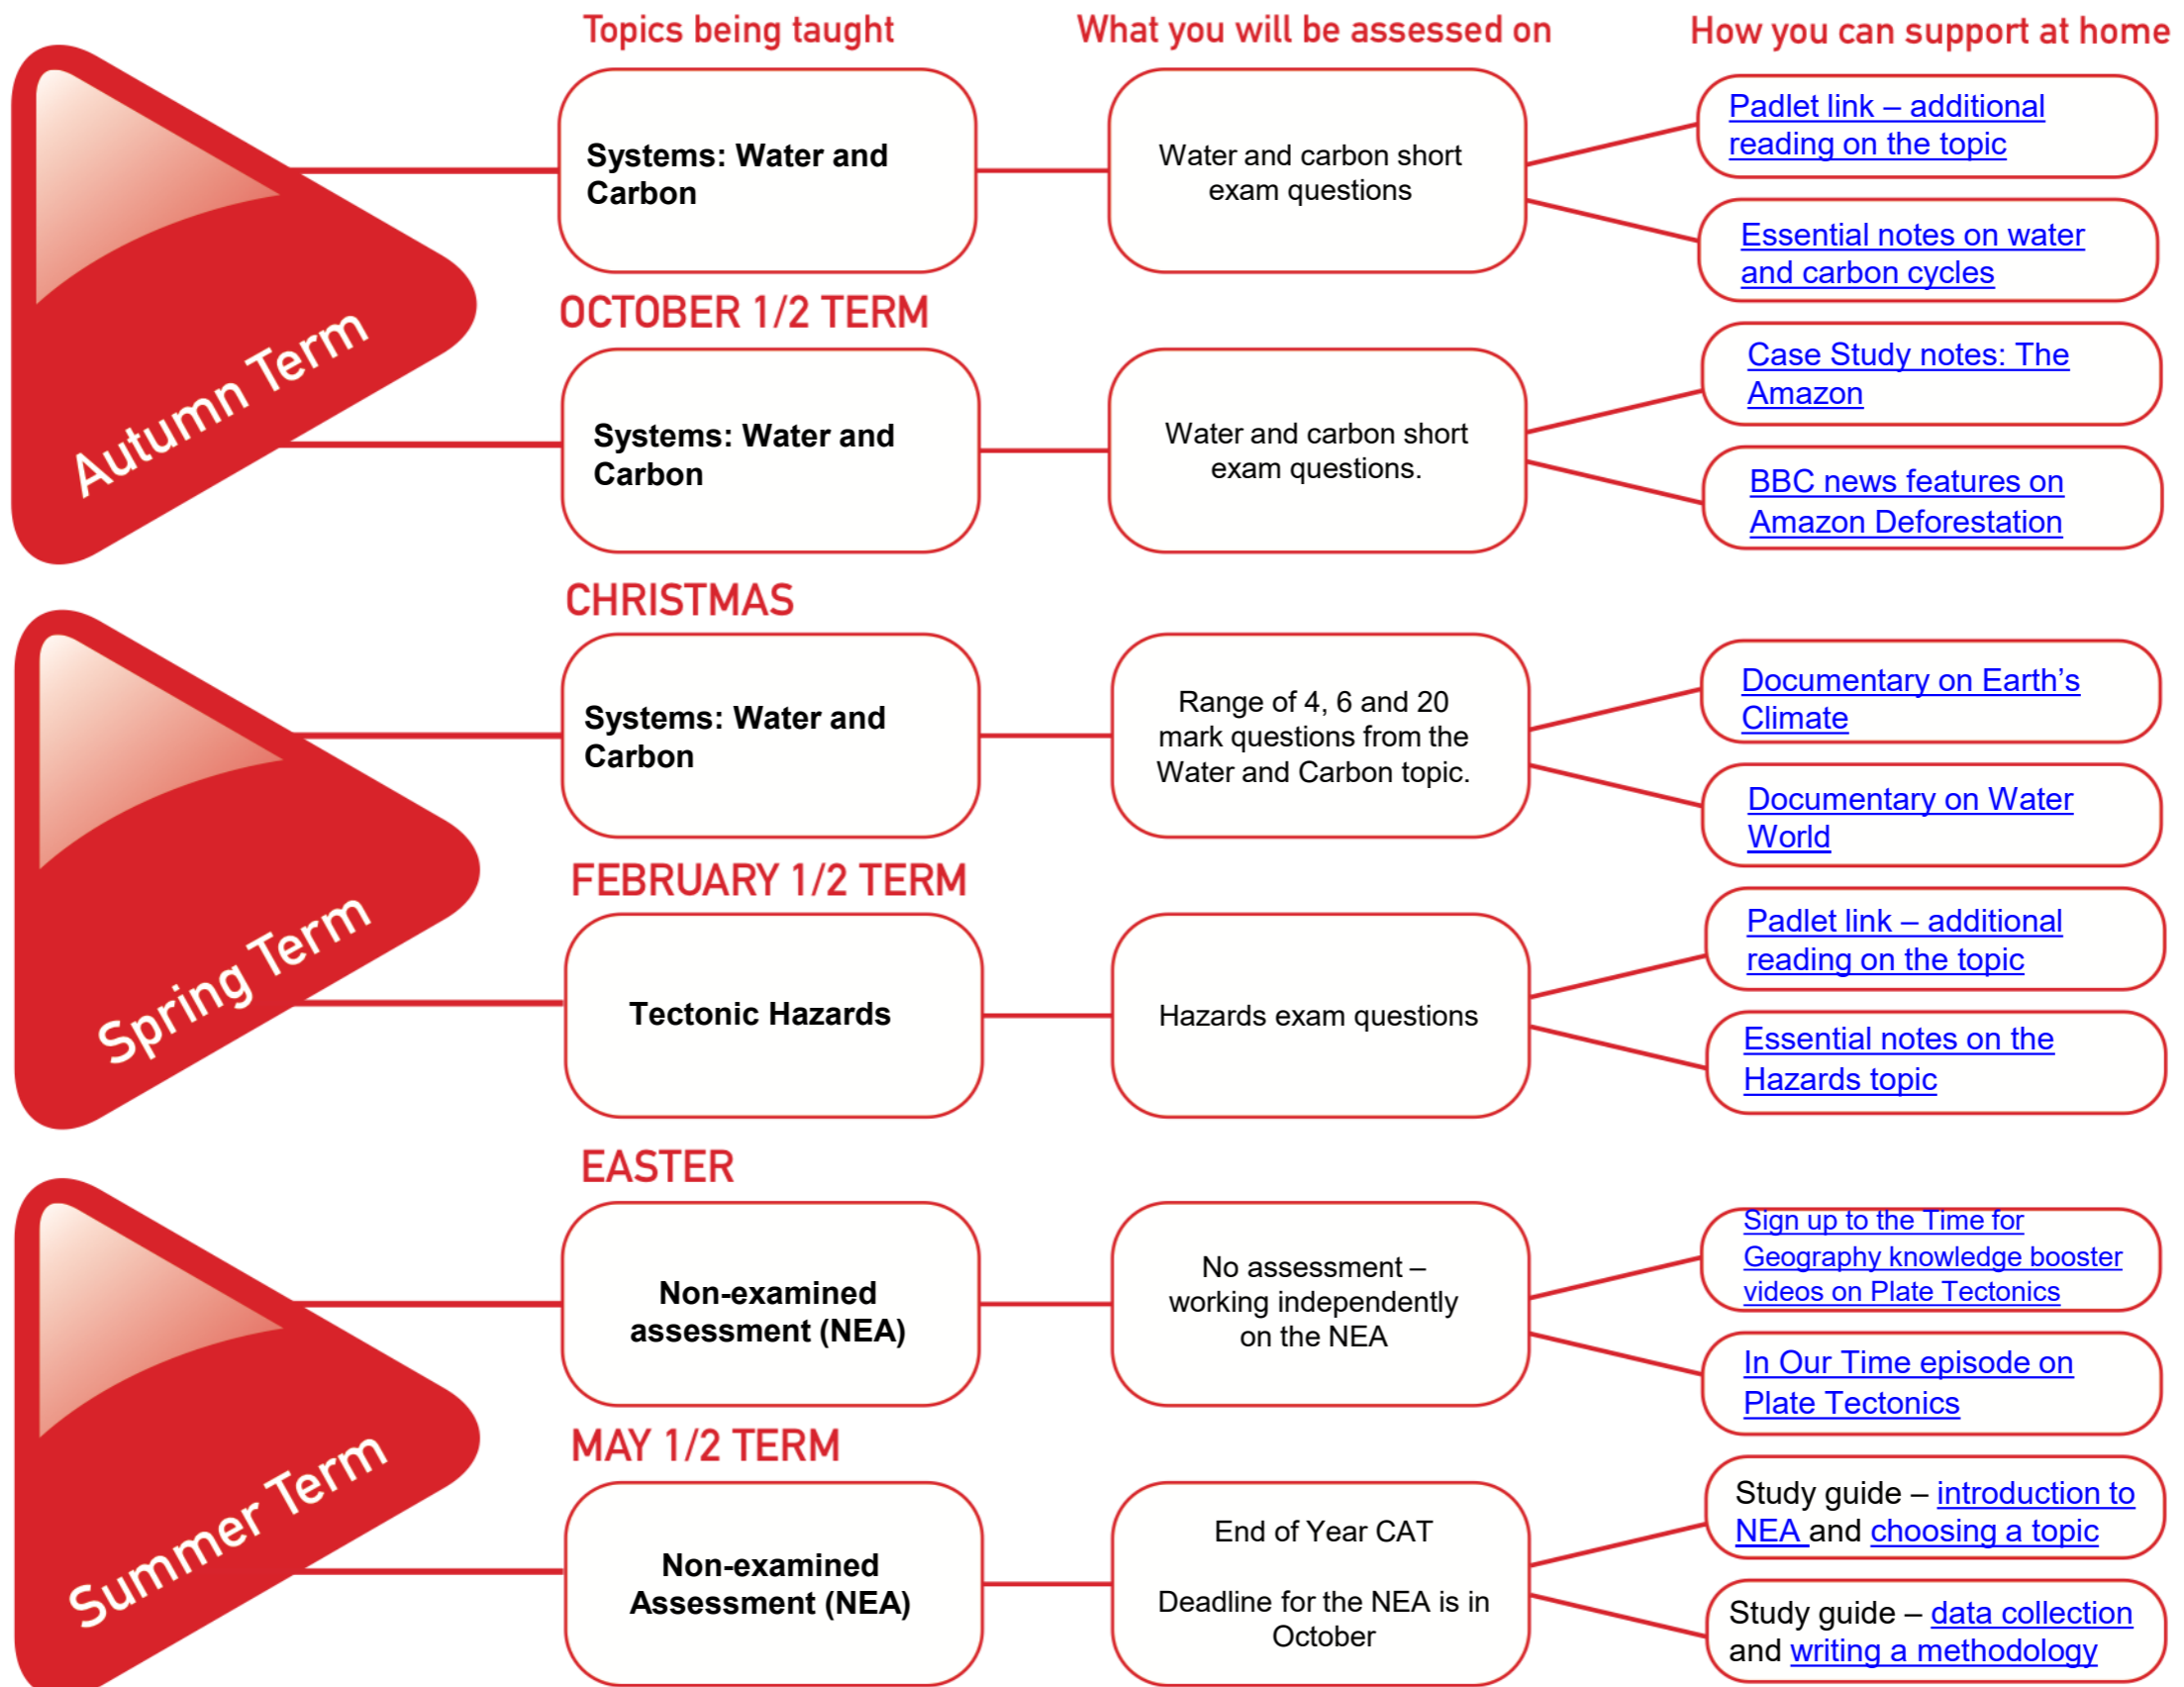 Topics being taught
What you will be assessed on
How you can support at home
Autumn Term
Systems: Water and
Carbon
Water and carbon short
exam questions
Padlet link – additional
reading on the topic
Essential notes on water
and carbon cycles
OCTOBER 1/2 TERM
Systems: Water and
Carbon
Water and carbon short
exam questions.
Case Study notes: The
Amazon
BBC news features on
Amazon Deforestation
CHRISTMAS
Spring Term
Systems: Water and
Carbon
Range of 4, 6 and 20
mark questions from the
Water and Carbon topic.
Documentary on Earth’s
Climate
Documentary on Water
World
FEBRUARY 1/2 TERM
Tectonic Hazards
Hazards exam questions
Padlet link – additional
reading on the topic
Essential notes on the
Hazards topic
EASTER
Summer Term
Non-examined
assessment (NEA)
No assessment –
working independently
on the NEA
Sign up to the Time for
Geography knowledge booster
videos on Plate Tectonics
In Our Time episode on
Plate Tectonics
MAY 1/2 TERM
Non-examined
Assessment (NEA)
End of Year CAT
Deadline for the NEA is in
October
Study guide – introduction to
NEA and choosing a topic
Study guide – data collection
and writing a methodology